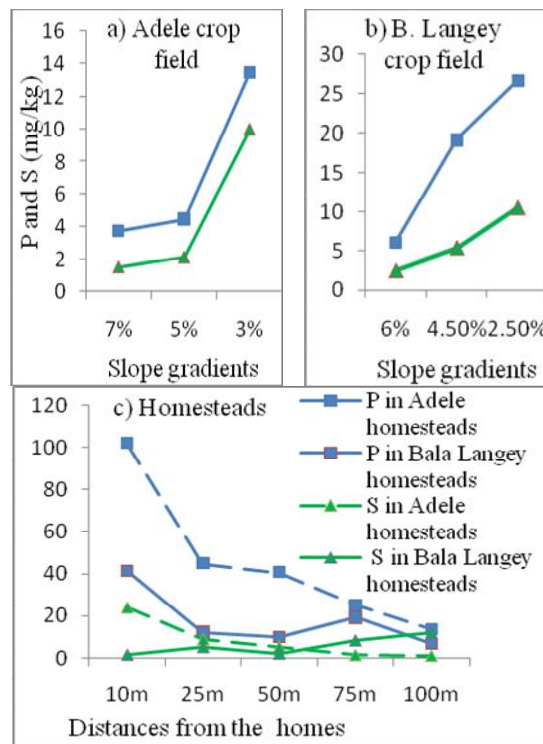 a) Adele crop
field
P and S (mg/kg)
16
14
12
10
8
6
4
2
0
7% 5% 3%
Slope gradients
b) B. Langey
crop field
30
25
20
15
10
5
0
6% 4.50% 2.50%
Slope gradients
c) Homesteads
120
100
80
60
40
20
0
10m 25m 50m 75m 100m
Distances from the homes
P in Adele
homesteads
P in Bala Langey
homesteads
S in Adele
homesteads
S in Bala Langey
homesteads